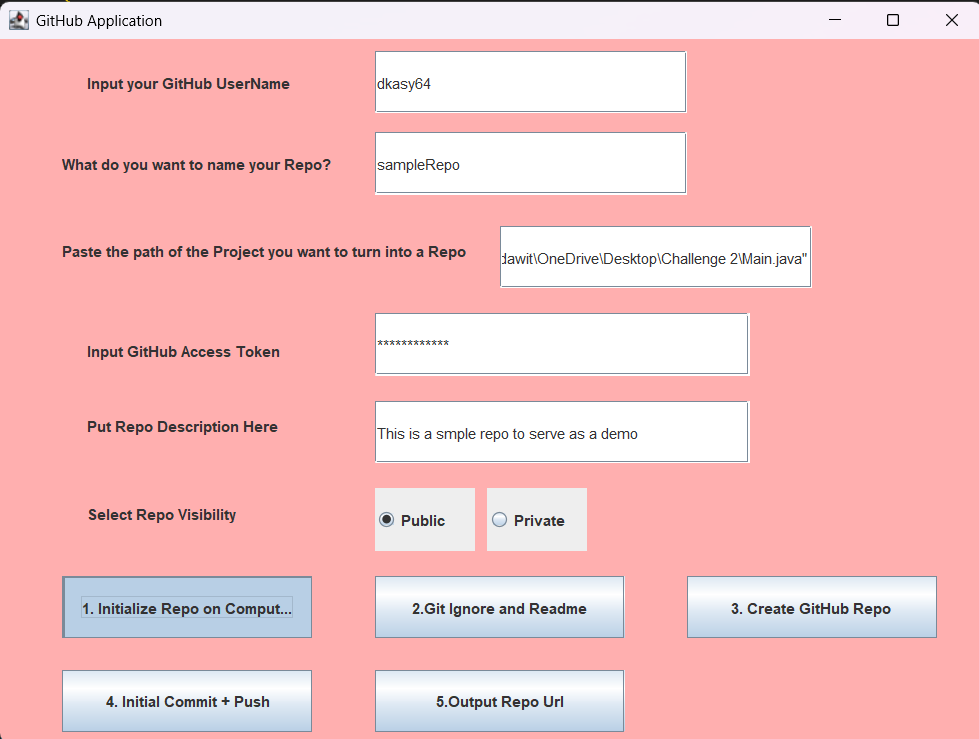 GitHub Application
Input your GitHub UserName
dkasy64
What do you want to name your Repo?
sampleRepo
Paste the path of the Project you want to turn into a Repo
dawit\OneDrive\Desktop\Challenge 2\Main.java"
Input GitHub Access Token
************
Put Repo Description Here
This is a smple repo to serve as a demo
Select Repo Visibility
Public
Private
1. Initialize Repo on Comput...
2.Git Ignore and Readme
3. Create GitHub Repo
4. Initial Commit + Push
5.Output Repo Url